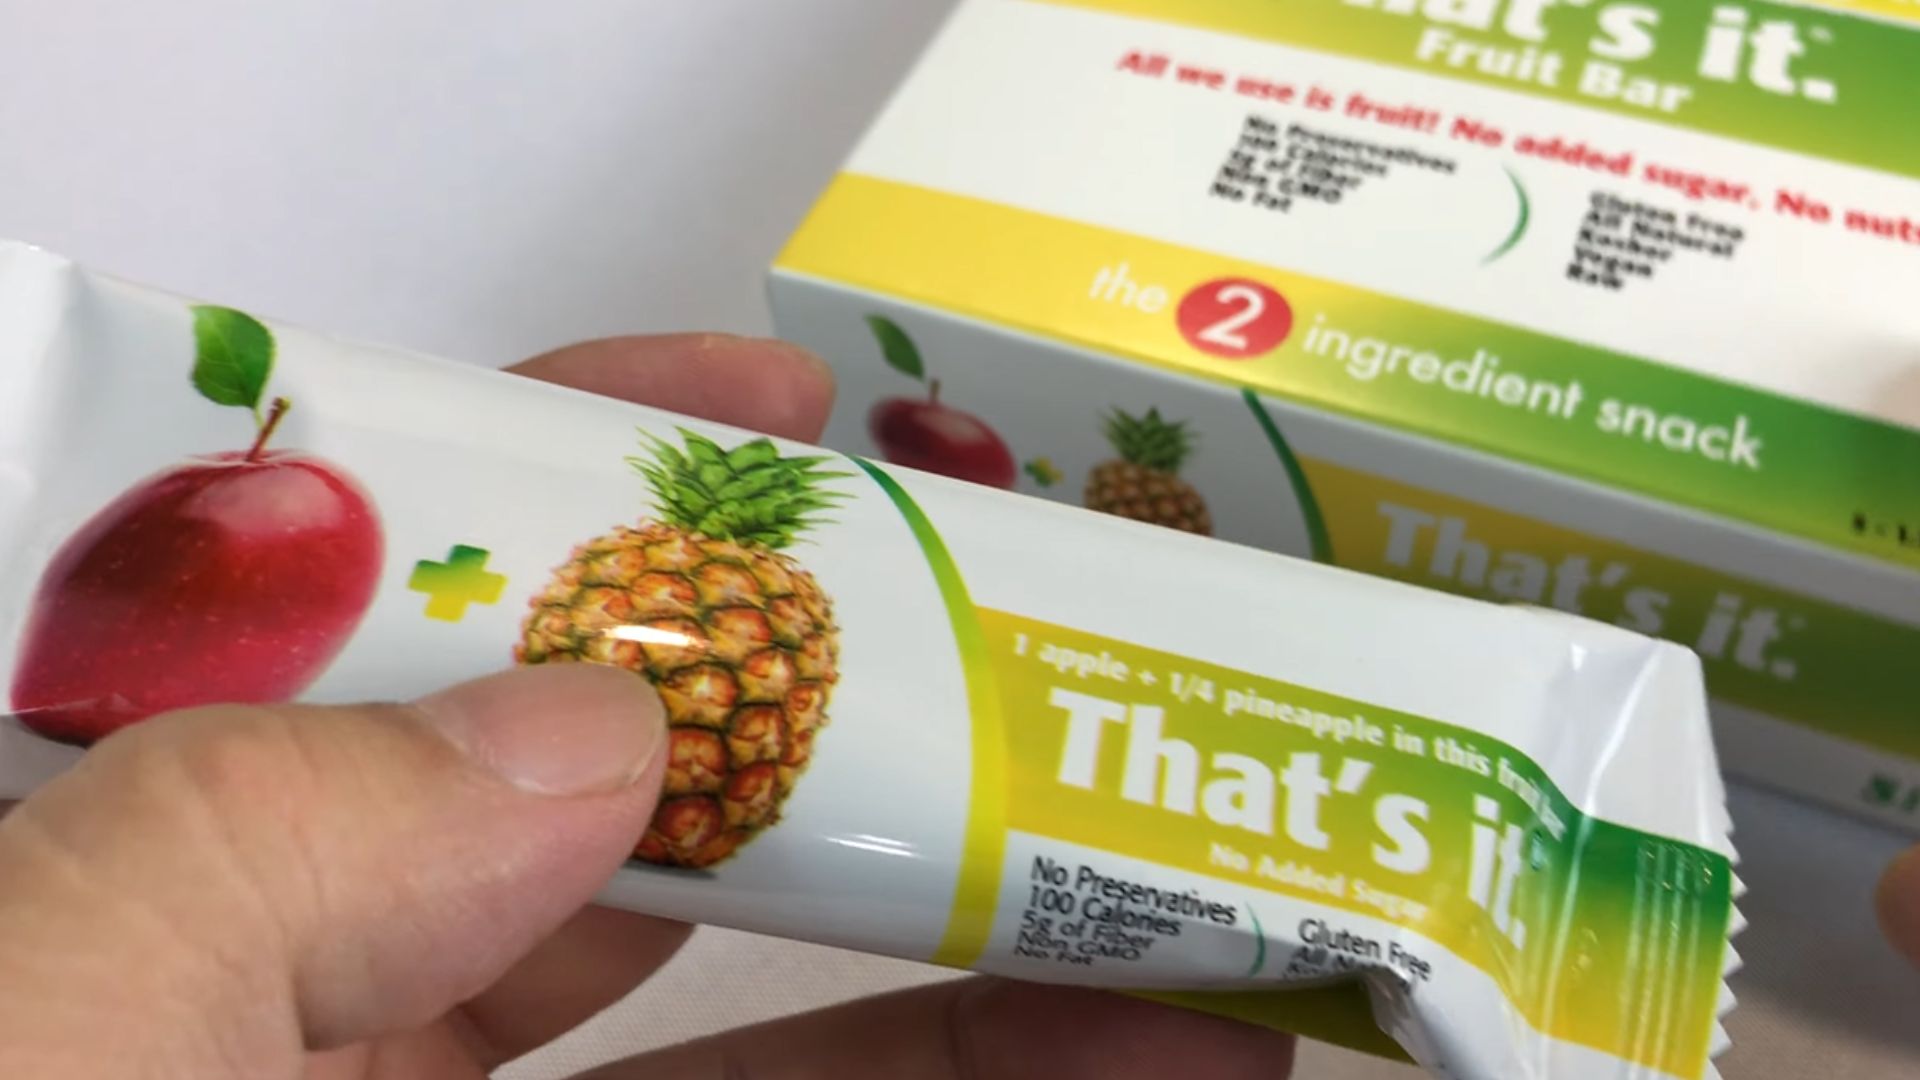 hat's it.
Fruit Bar
All we use is fruit! No added sugar. No nuts
No Preservatives
100 Calories
5g of Fiber
Non GMO
No Fat
Gluten Free
All Natural
Kosher
Vegan
Raw
the 2 ingredient snack
That's it.
1 apple + 1/4 pineapple in this
That's it.
No Added Sugar
No Preservatives
100 Calories
5g of Fiber
Non GMO
No Fat
Gluten Free
All